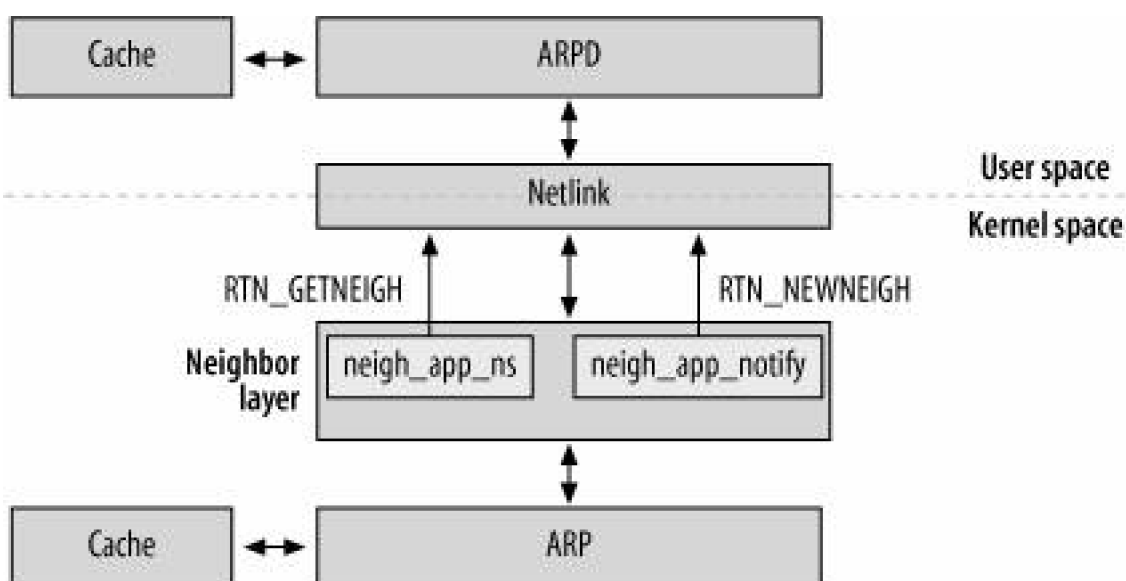 Cache
ARPD
User space
Netlink
Kernel space
RTN_GETNEIGH
RTN_NEWNEIGH
Neighbor
layer
neigh_app_ns
neigh_app_notify
Cache
ARP